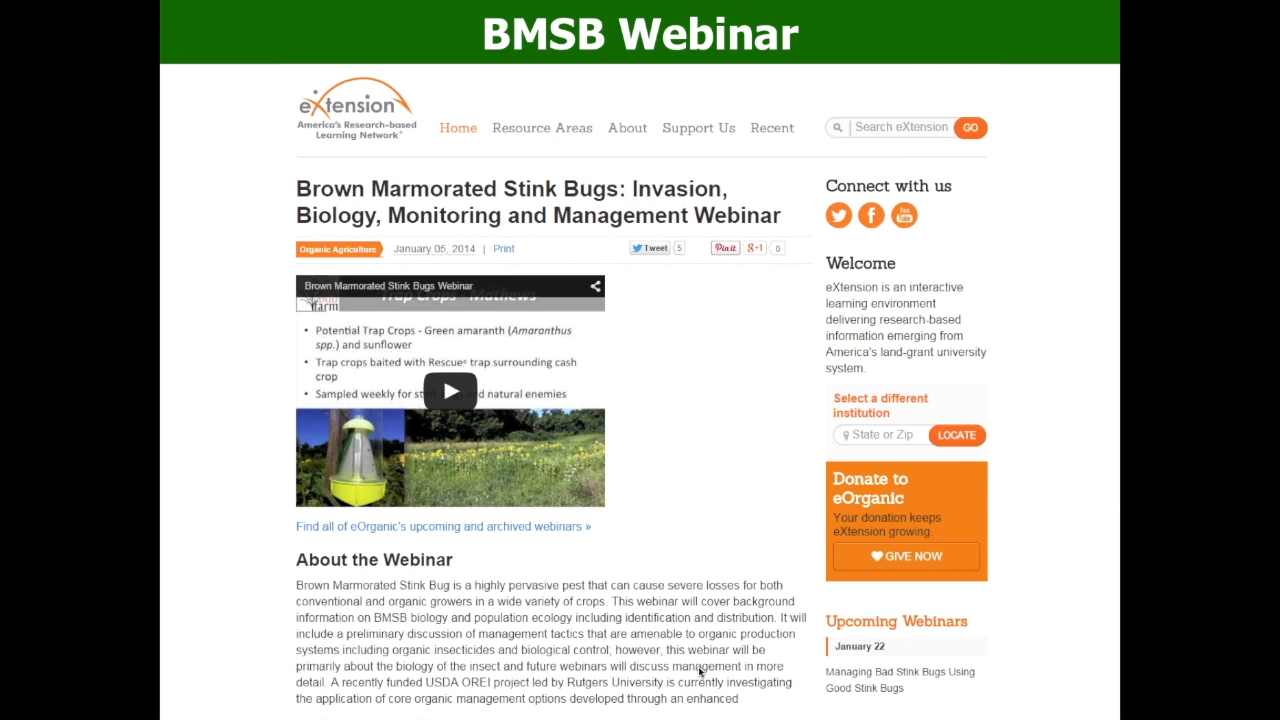 BMSB Webinar
eXtension
America's Research-based
Learning Network™
Home Resource Areas About Support Us Recent
Search eXtension GO
Brown Marmorated Stink Bugs: Invasion,
Biology, Monitoring and Management Webinar
Organic Agriculture January 05, 2014 | Print
Tweet 5 Pin it g+1 0
Brown Marmorated Stink Bugs Webinar
Trap Crops - Mathews
farm
• Potential Trap Crops - Green amaranth (Amaranthus
spp.) and sunflower
• Trap crops baited with Rescue® trap surrounding cash
crop
• Sampled weekly for and natural enemies
Find all of eOrganic's upcoming and archived webinars »
About the Webinar
Brown Marmorated Stink Bug is a highly pervasive pest that can cause severe losses for both
conventional and organic growers in a wide variety of crops. This webinar will cover background
information on BMSB biology and population ecology including identification and distribution. It will
include a preliminary discussion of management tactics that are amenable to organic production
systems including organic insecticides and biological control; however, this webinar will be
primarily about the biology of the insect and future webinars will discuss management in more
detail. A recently funded USDA OREI project led by Rutgers University is currently investigating
the application of core organic management options developed through an enhanced
Connect with us
You
Tube
Welcome
eXtension is an interactive
learning environment
delivering research-based
information emerging from
America's land-grant university
system.
Select a different
institution
State or Zip LOCATE
Donate to
eOrganic
Your donation keeps
eXtension growing.
GIVE NOW
Upcoming Webinars
January 22
Managing Bad Stink Bugs Using
Good Stink Bugs